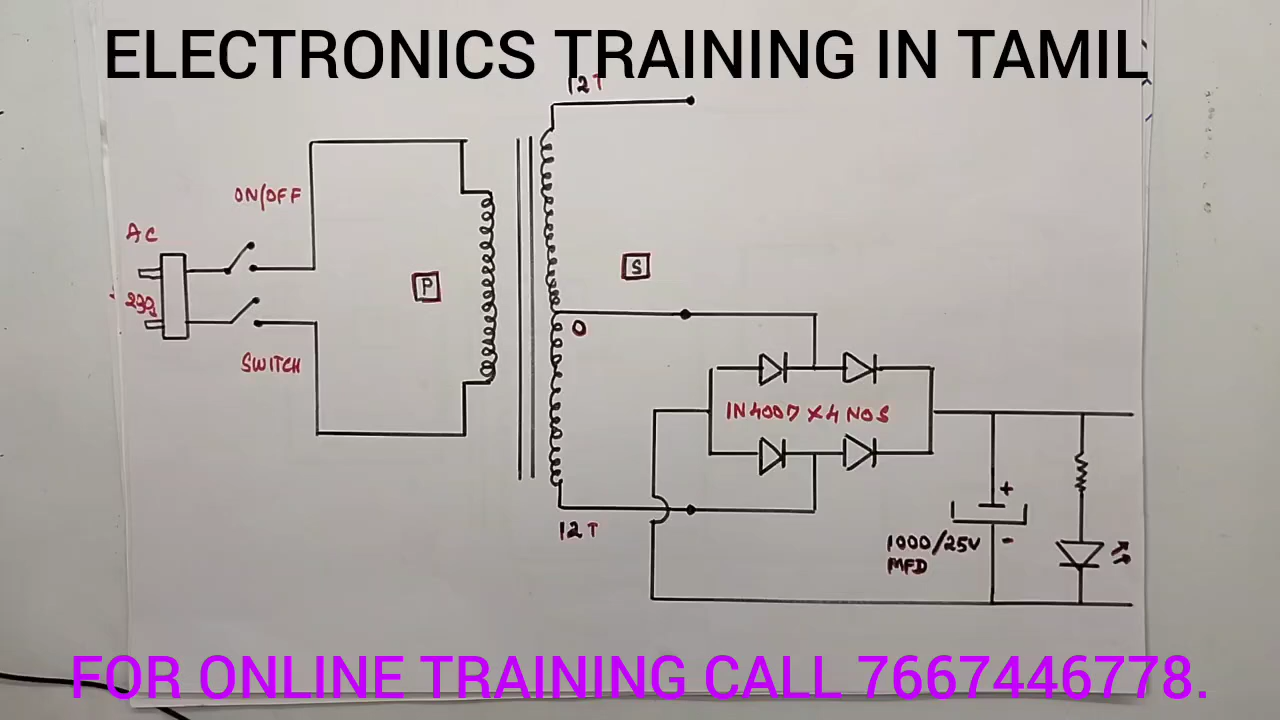 ELECTRONICS TRAINING IN TAMIL
12T
ON/OFF
AC
S
P
O
SWITCH
IN4007 X 4 NOS
+
12T
1000/25V
-
MFD
FOR ONLINE TRAINING CALL 7667446778.